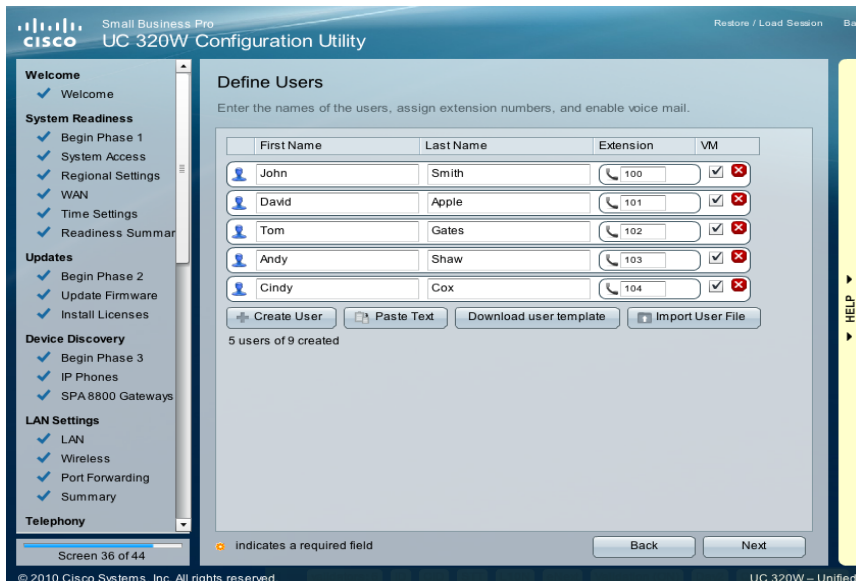 Small Business Pro
CISCO UC 320W Configuration Utility
Restore / Load Session Ba
Welcome
Welcome
System Readiness
Begin Phase 1
System Access
Regional Settings
WAN
Time Settings
Readiness Summar
Updates
Begin Phase 2
Update Firmware
Install Licenses
Device Discovery
Begin Phase 3
IP Phones
SPA8800 Gateways
LAN Settings
LAN
Wireless
Port Forwarding
Summary
Telephony
Screen 36 of 44
Define Users
Enter the names of the users, assign extension numbers, and enable voice mail.
First Name Last Name Extension VM
John Smith 100
David Apple 101
Tom Gates 102
Andy Shaw 103
Cindy Cox 104
Create User Paste Text Download user template Import User File
5 users of 9 created
indicates a required field
Back Next
HELP
© 2010 Cisco Systems, Inc. All rights reserved. UC 320W – Unified